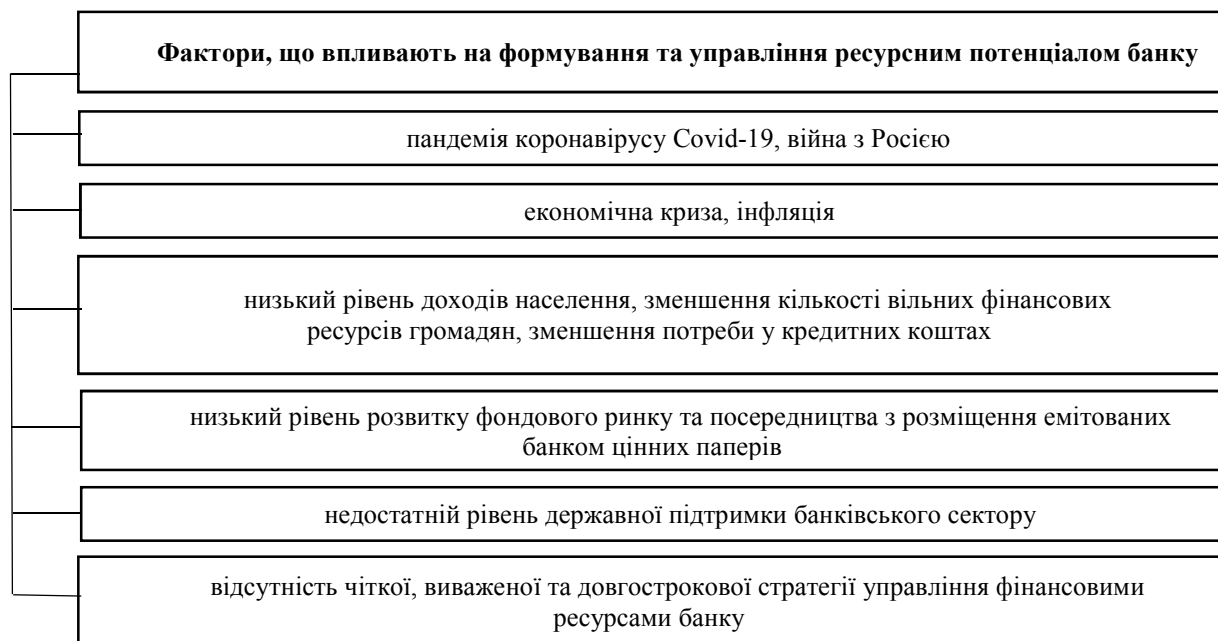 Фактори, що впливають на формування та управління ресурсним потенціалом банку
пандемія коронавірусу Covid-19, війна з Росією
економічна криза, інфляція
низький рівень доходів населення, зменшення кількості вільних фінансових
ресурсів громадян, зменшення потреби у кредитних коштах
низький рівень розвитку фондового ринку та посередництва з розміщення емітованих
банком цінних паперів
недостатній рівень державної підтримки банківського сектору
відсутність чіткої, виваженої та довгострокової стратегії управління фінансовими
ресурсами банку